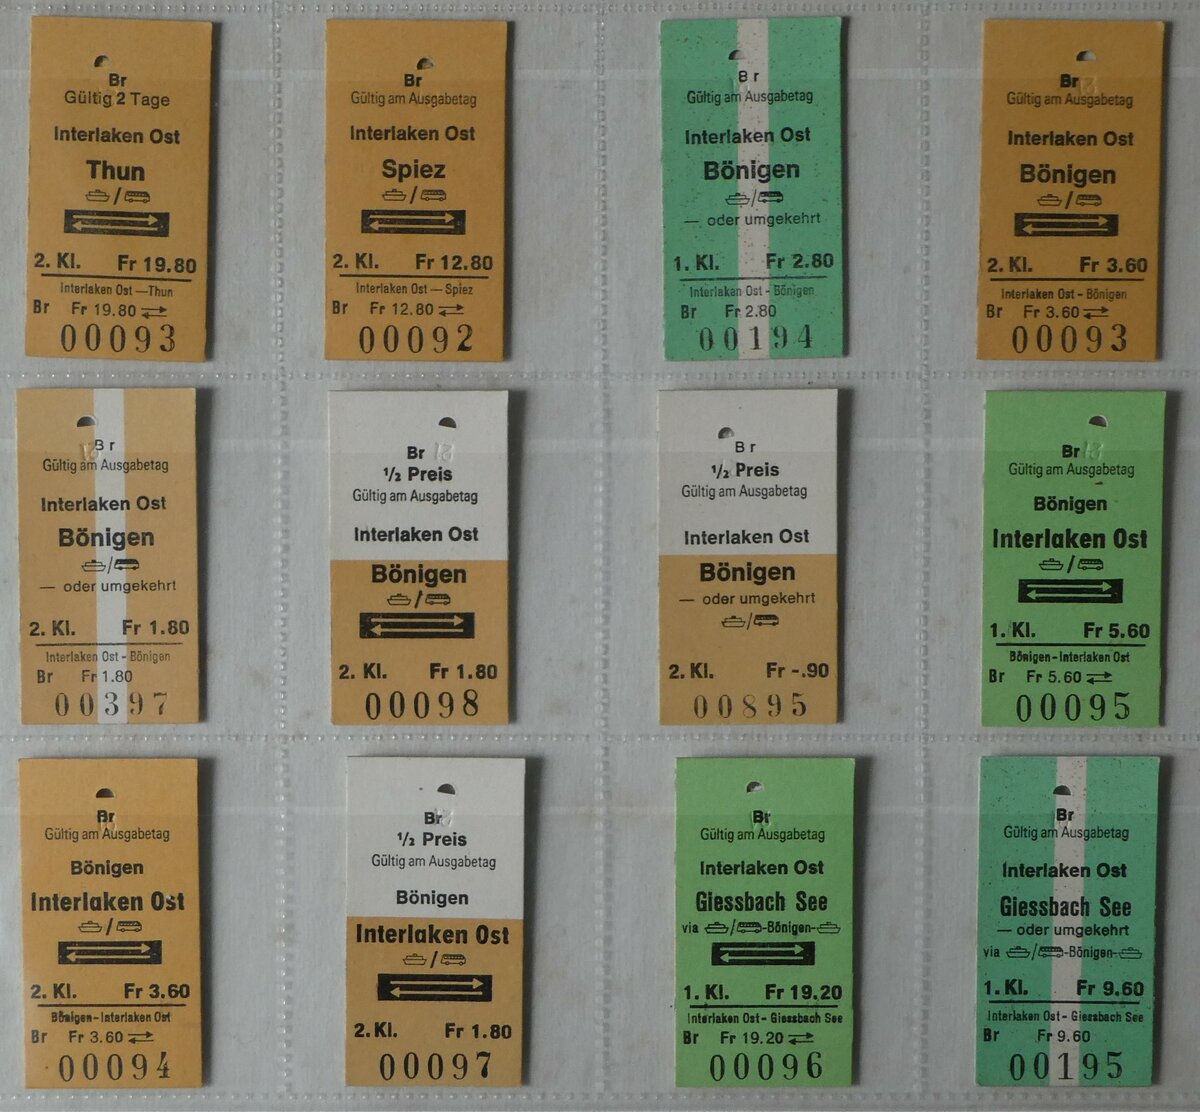 Br
Gültig 2 Tage
Interlaken Ost
Thun
/
2. Kl. Fr 19.80
Interlaken Ost — Thun
Br Fr 19.80
00093
Br
Gültig am Ausgabetag
Interlaken Ost
Spiez
/
2. Kl. Fr 12.80
Interlaken Ost — Spiez
Br Fr 12.80
00092
Br
Gültig am Ausgabetag
Interlaken Ost
Bönigen
/
— oder umgekehrt
1. Kl. Fr 2.80
Interlaken Ost - Bönigen
Br Fr 2.80
00194
Br
Gültig am Ausgabetag
Interlaken Ost
Bönigen
/
2. Kl. Fr 3.60
Interlaken Ost - Bönigen
Br Fr 3.60
00093
Br
Gültig am Ausgabetag
Interlaken Ost
Bönigen
/
— oder umgekehrt
2. Kl. Fr 1.80
Interlaken Ost - Bönigen
Br Fr 1.80
00397
Br
½ Preis
Gültig am Ausgabetag
Interlaken Ost
Bönigen
/
2. Kl. Fr 1.80
00098
Br
½ Preis
Gültig am Ausgabetag
Interlaken Ost
Bönigen
— oder umgekehrt
/
2. Kl. Fr -.90
00895
Br
Gültig am Ausgabetag
Bönigen
Interlaken Ost
/
1. Kl. Fr 5.60
Bönigen-Interlaken Ost
Br Fr 5.60
00095
Br
Gültig am Ausgabetag
Bönigen
Interlaken Ost
/
2. Kl. Fr 3.60
Bönigen-Interlaken Ost
Br Fr 3.60
00094
Br
½ Preis
Gültig am Ausgabetag
Bönigen
Interlaken Ost
/
2. Kl. Fr 1.80
00097
Br
Gültig am Ausgabetag
Interlaken Ost
Giessbach See
via / -Bönigen-
1. Kl. Fr 19.20
Interlaken Ost - Giessbach See
Br Fr 19.20
00096
Br
Gültig am Ausgabetag
Interlaken Ost
Giessbach See
— oder umgekehrt
via / -Bönigen-
1. Kl. Fr 9.60
Interlaken Ost - Giessbach See
Br Fr 9.60
00195